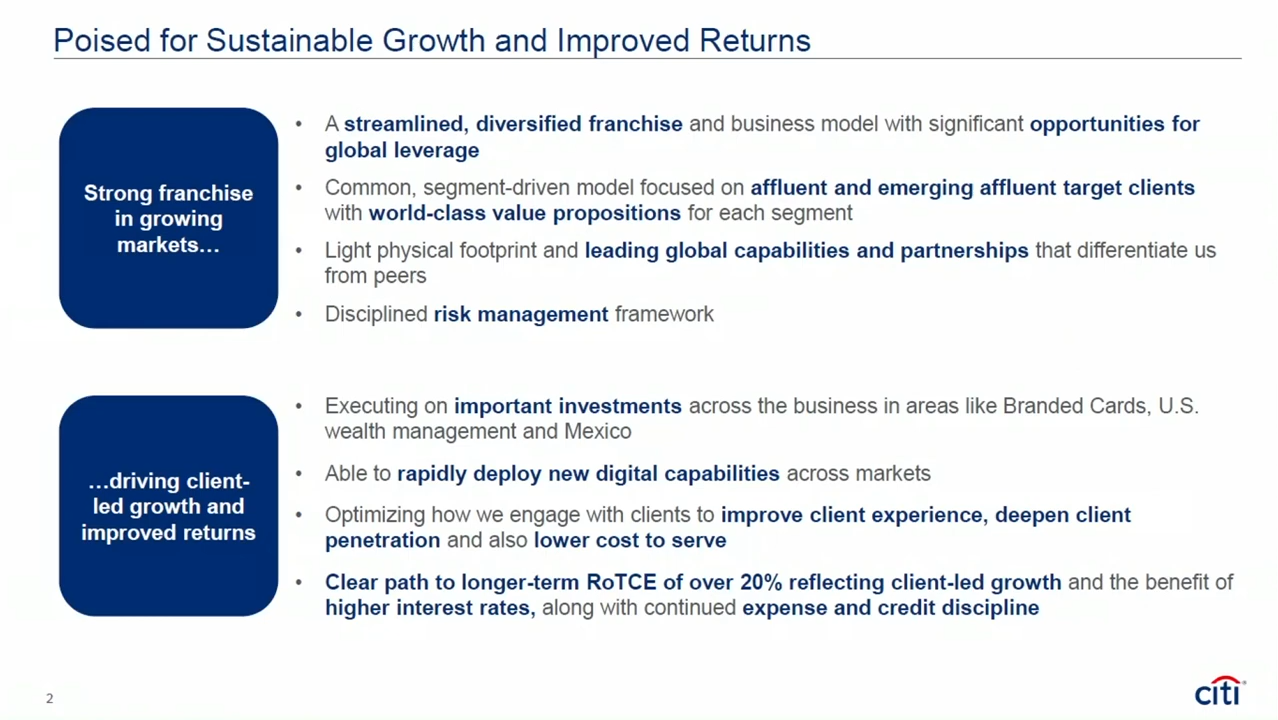 Poised for Sustainable Growth and Improved Returns
Strong franchise
in growing
markets…
• A streamlined, diversified franchise and business model with significant opportunities for
global leverage
• Common, segment-driven model focused on affluent and emerging affluent target clients
with world-class value propositions for each segment
• Light physical footprint and leading global capabilities and partnerships that differentiate us
from peers
• Disciplined risk management framework
…driving client-
led growth and
improved returns
• Executing on important investments across the business in areas like Branded Cards, U.S.
wealth management and Mexico
• Able to rapidly deploy new digital capabilities across markets
• Optimizing how we engage with clients to improve client experience, deepen client
penetration and also lower cost to serve
• Clear path to longer-term RoTCE of over 20% reflecting client-led growth and the benefit of
higher interest rates, along with continued expense and credit discipline
2
citi®